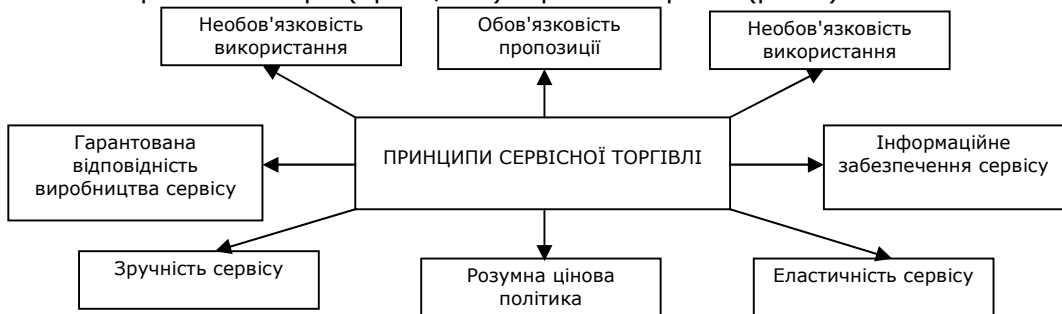 Необов'язковість
використання
Обов'язковість
пропозиції
Необов'язковість
використання
Гарантована
відповідність
виробництва сервісу
ПРИНЦИПИ СЕРВІСНОЇ ТОРГІВЛІ
Інформаційне
забезпечення сервісу
Зручність сервісу
Розумна цінова
політика
Еластичність сервісу